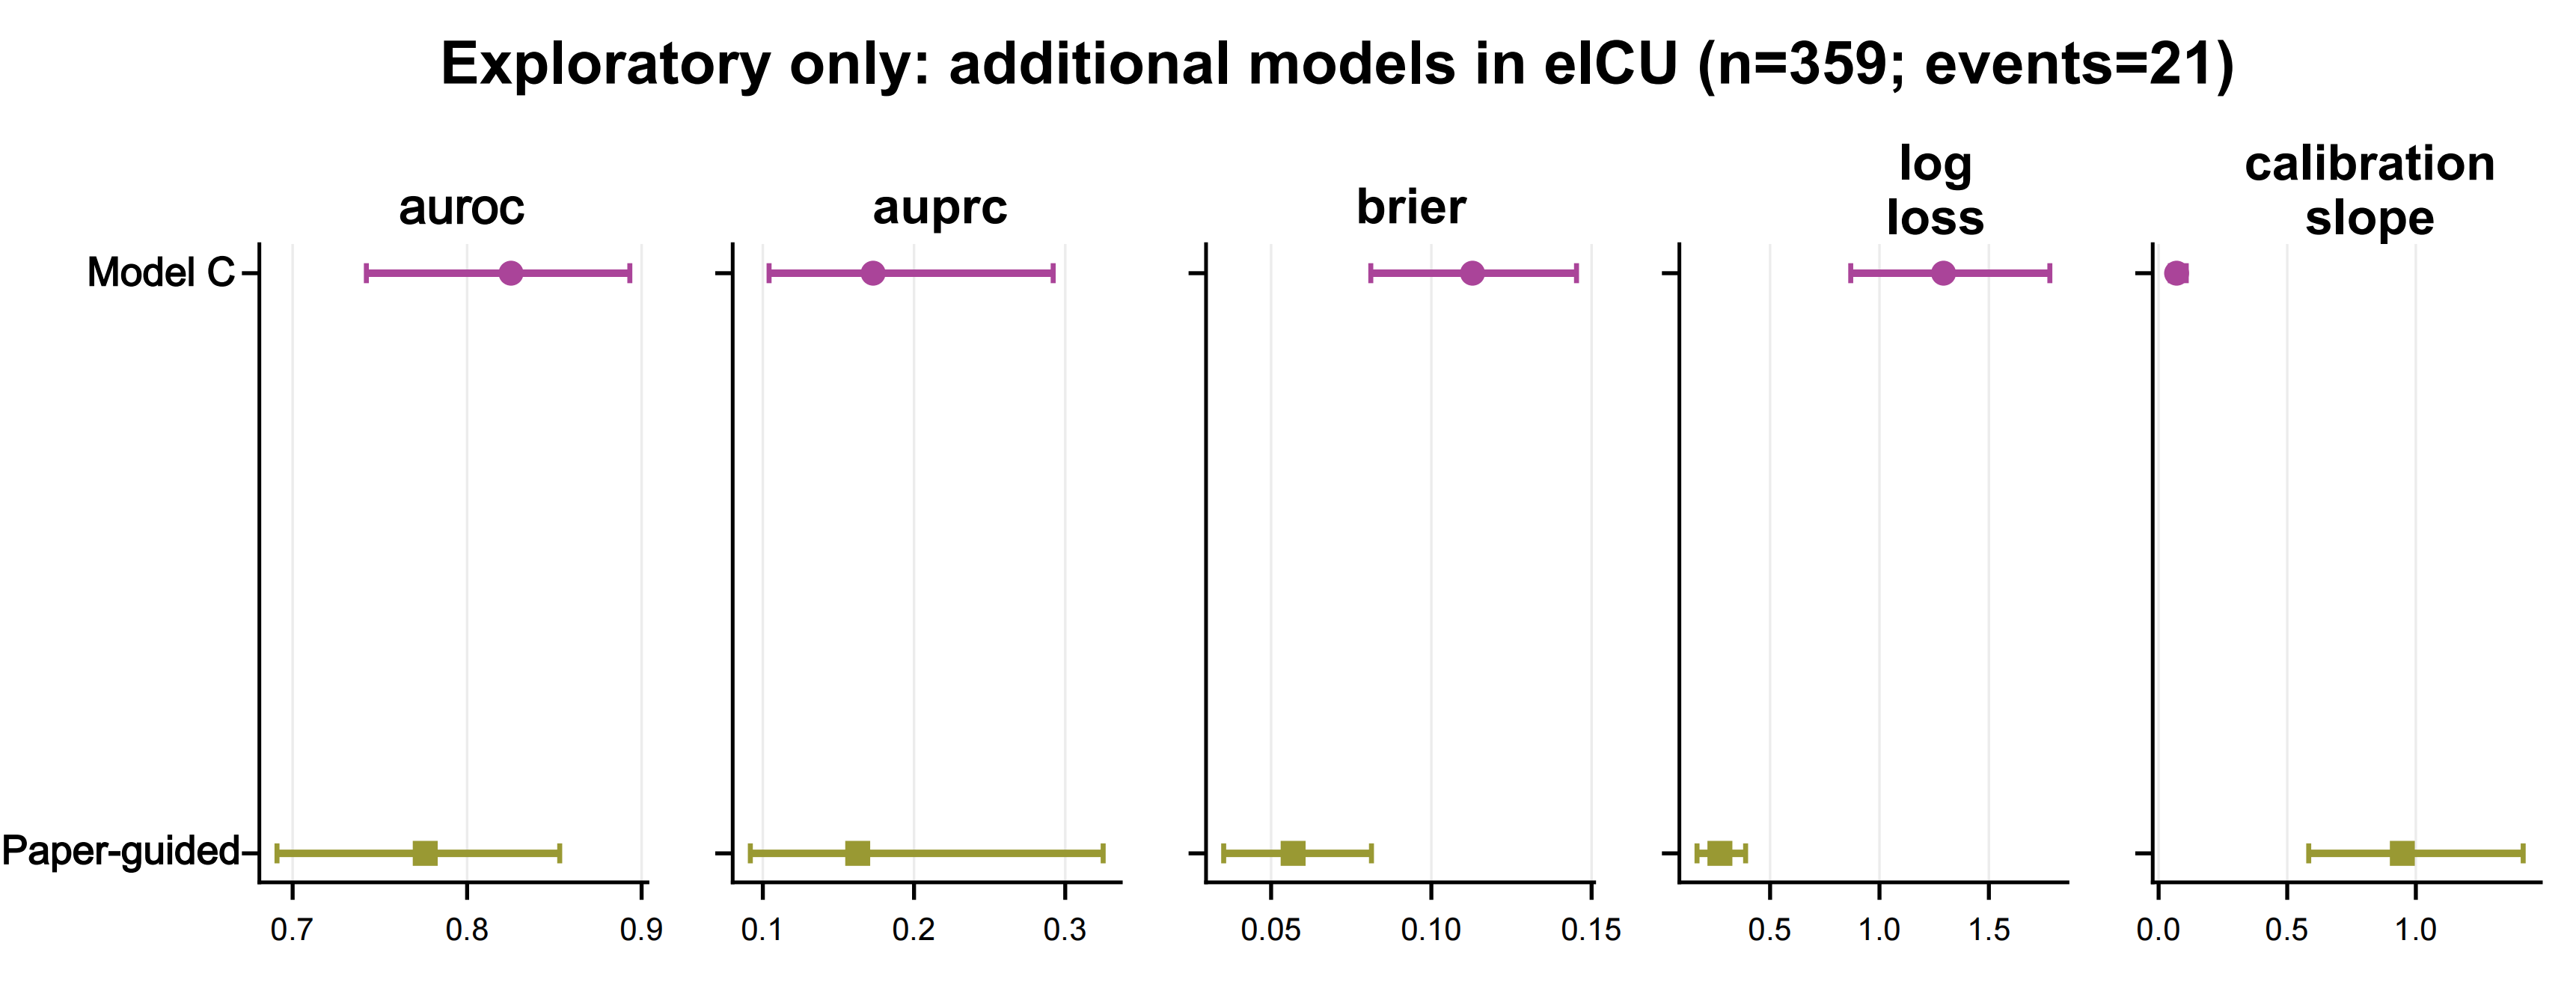 Exploratory only: additional models in eICU (n=359; events=21)
auroc
auprc
brier
log
loss
calibration
slope
Model C
Paper-guided
0.7 0.8 0.9
0.1 0.2 0.3
0.05 0.10 0.15
0.5 1.0 1.5
0.0 0.5 1.0